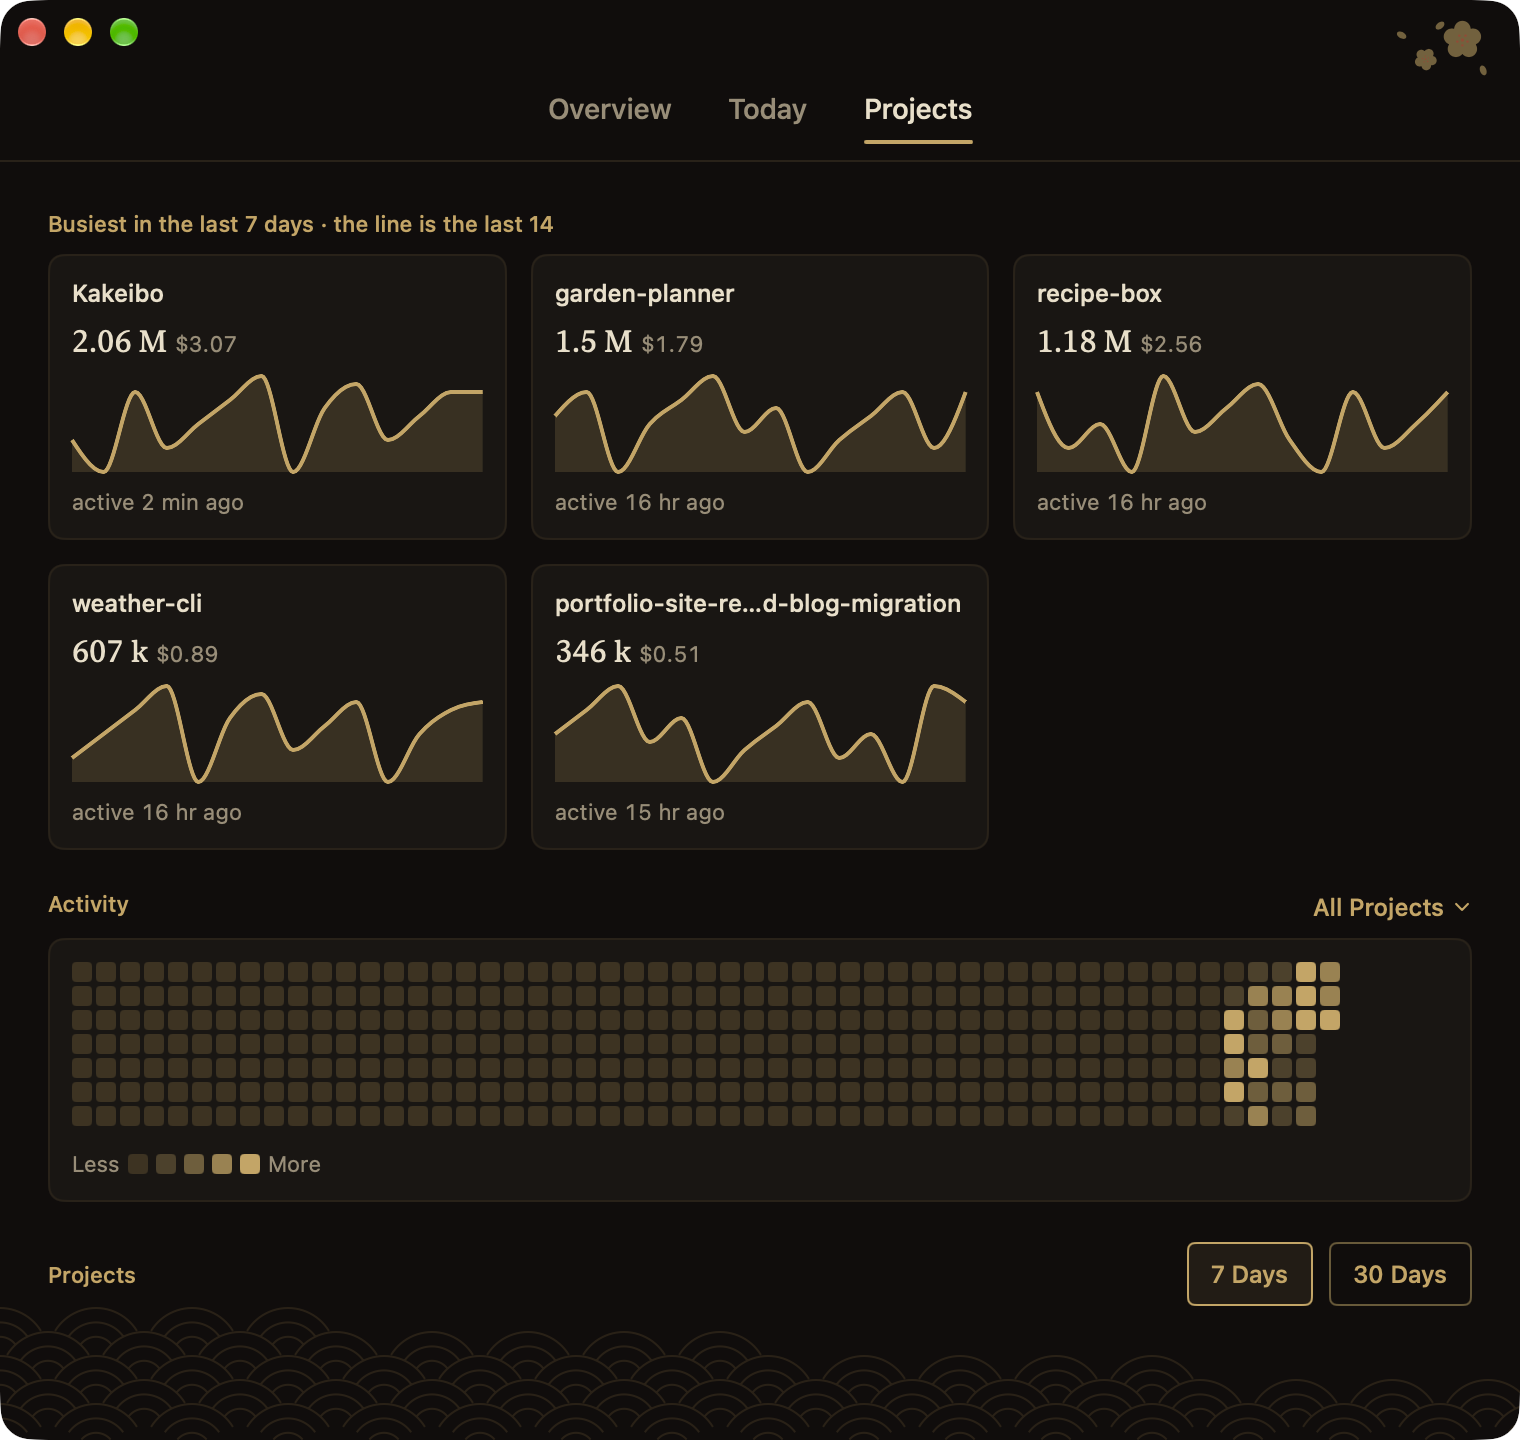 Overview Today Projects
Busiest in the last 7 days · the line is the last 14
Kakeibo
2.06 M $3.07
active 2 min ago
garden-planner
1.5 M $1.79
active 16 hr ago
recipe-box
1.18 M $2.56
active 16 hr ago
weather-cli
607 k $0.89
active 16 hr ago
portfolio-site-re...d-blog-migration
346 k $0.51
active 15 hr ago
Activity
All Projects
Less More
Projects
7 Days 30 Days